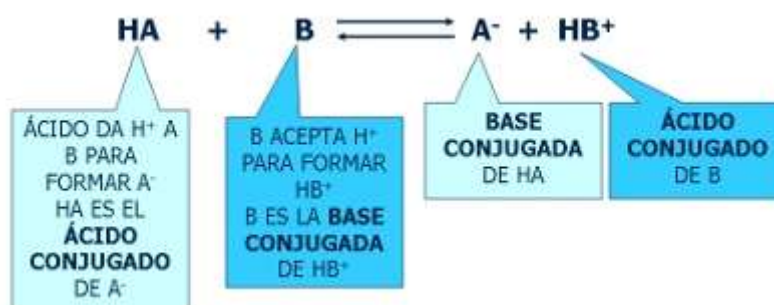 HA + B A⁻ + HB⁺
ÁCIDO DA H⁺ A
B PARA
FORMAR A⁻
HA ES EL
ÁCIDO
CONJUGADO
DE A⁻
B ACEPTA H⁺
PARA FORMAR
HB⁺
B ES LA BASE
CONJUGADA
DE HB⁺
BASE
CONJUGADA
DE HA
ÁCIDO
CONJUGADO
DE B